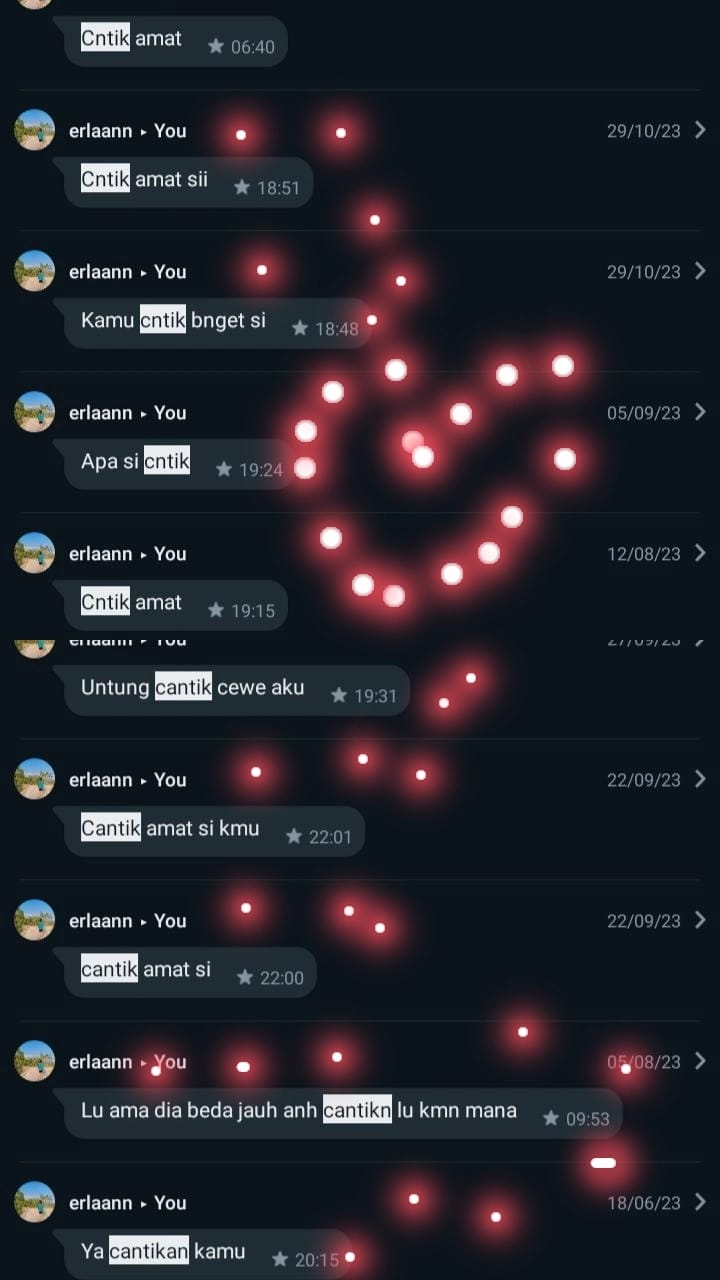 Cntik amat ★ 06:40
erlaann ▸ You 29/10/23
Cntik amat sii ★ 18:51
erlaann ▸ You 29/10/23
Kamu cntik bnget si ★ 18:48
erlaann ▸ You 05/09/23
Apa si cntik ★ 19:24
erlaann ▸ You 12/08/23
Cntik amat ★ 19:15
erlaann ▸ You 27/09/23
Untung cantik cewe aku ★ 19:31
erlaann ▸ You 22/09/23
Cantik amat si kmu ★ 22:01
erlaann ▸ You 22/09/23
cantik amat si ★ 22:00
erlaann ▸ You 05/08/23
Lu ama dia beda jauh anh cantikn lu kmn mana ★ 09:53
erlaann ▸ You 18/06/23
Ya cantikan kamu ★ 20:15